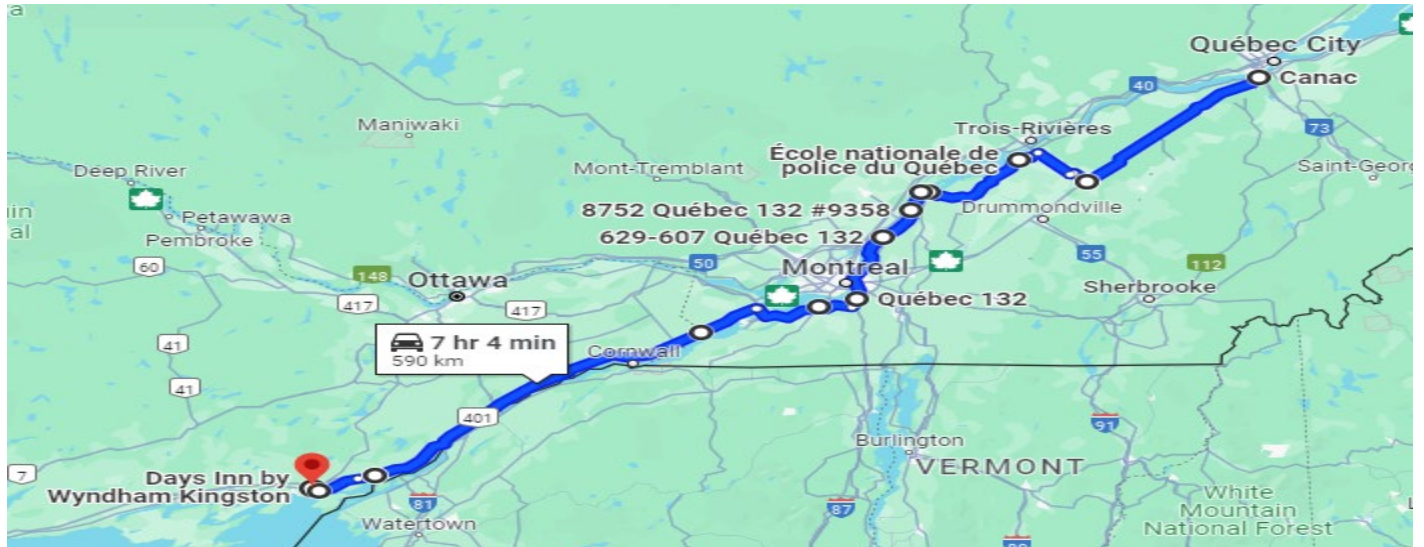 a
Québec City
Canac
40
Trois-Rivières
73
Maniwaki
École nationale de
police du Québec
Mont-Tremblant
Saint-Georg
Deep River
8752 Québec 132 #9358
Drummondville
Petawawa
Pembroke
629-607 Québec 132
in
al
60
148
50
55
112
Ottawa
Montreal
Sherbrooke
417
417
Québec 132
7 hr 4 min
590 km
41
Cornwall
41
401
91
Burlington
VERMONT
7
Days Inn by
Wyndham Kingston
81
87
White
Mountain
National Forest
L
Watertown
89